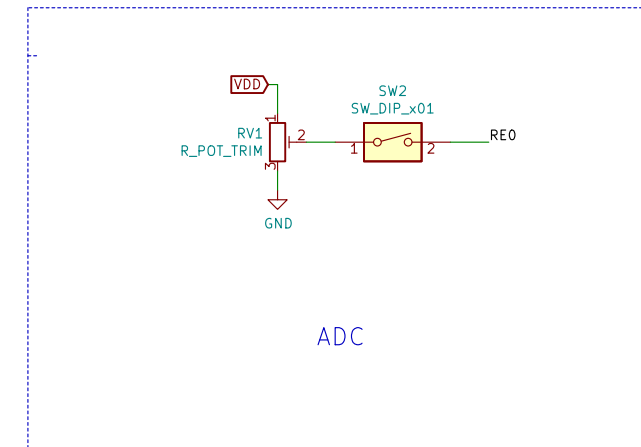 VDD
SW2
SW_DIP_x01
1
RV1
2
R_POT_TRIM
3
1
2
RE0
GND
ADC